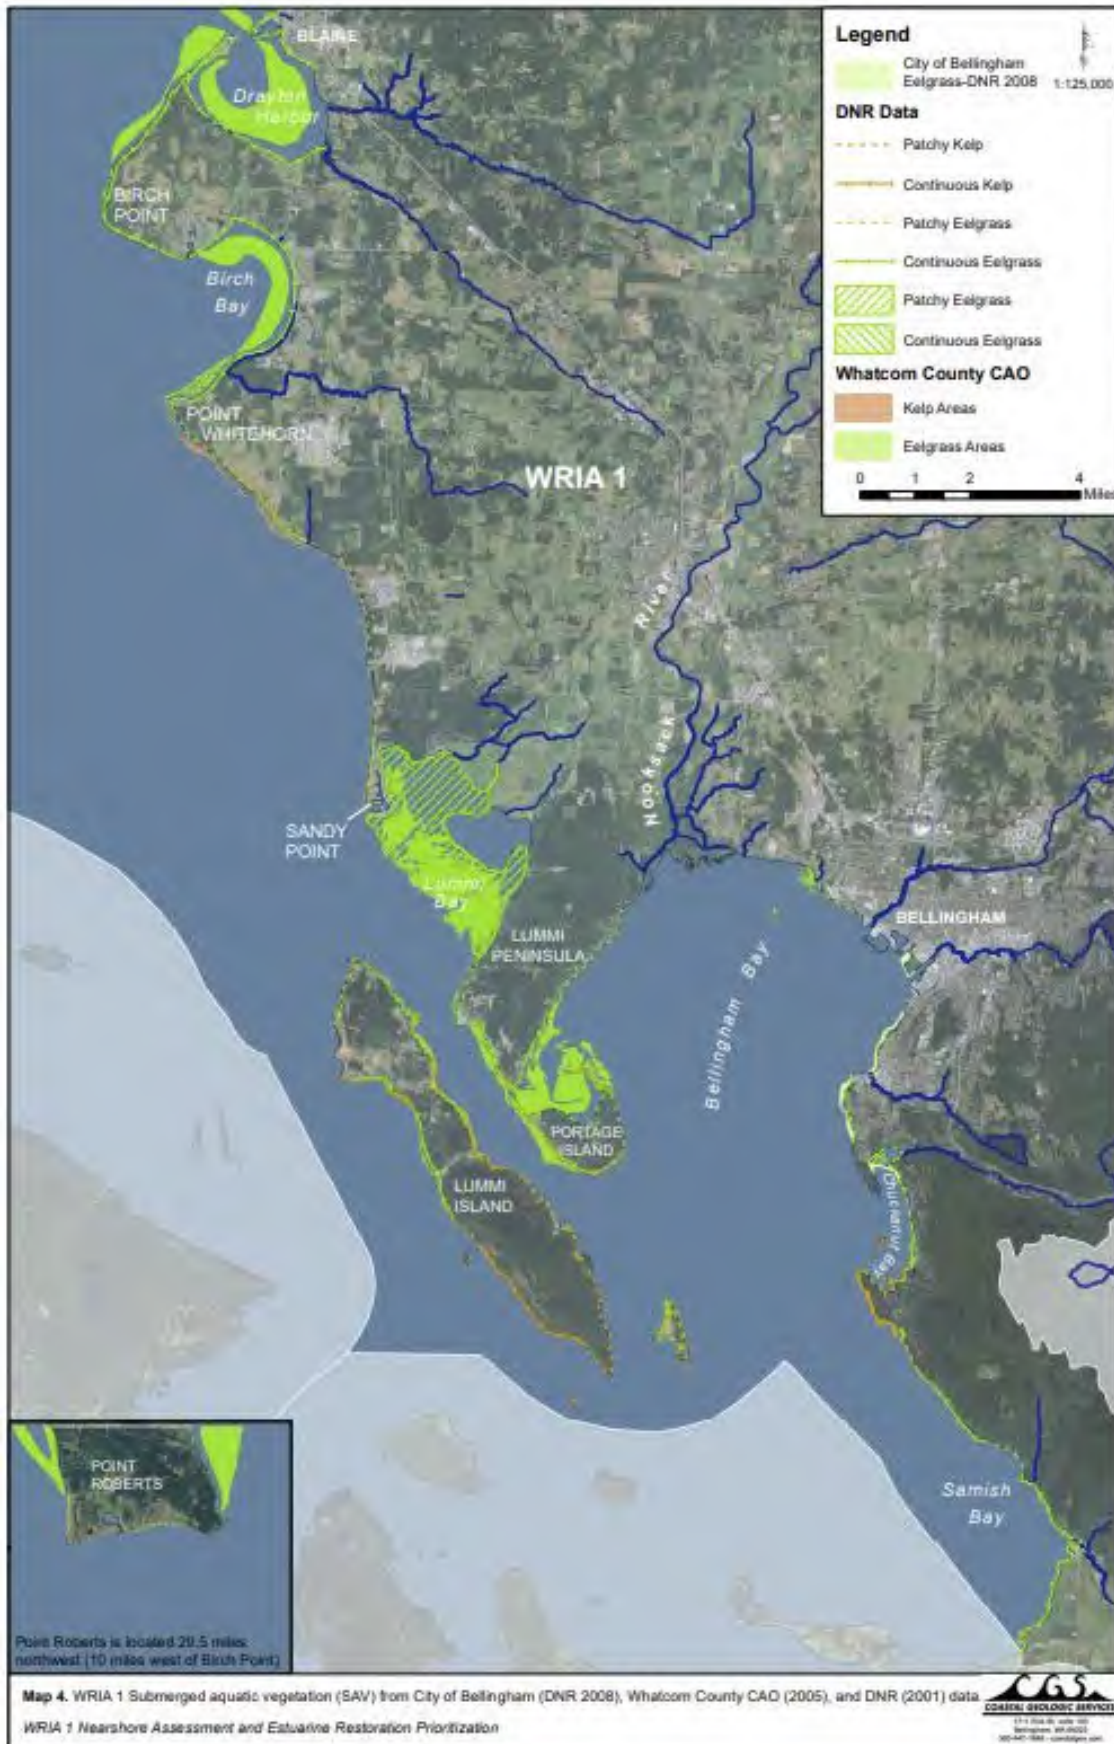 BLAIRE
Drayton
Harbor
BIRCH
POINT
Birch
Bay
POINT
WHITEHORN
WRIA 1
Nooksack River
SANDY
POINT
Lummi
Bay
LUMMI
PENINSULA
BELLINGHAM
Bellingham Bay
PORTAGE
ISLAND
LUMMI
ISLAND
Chuckanut Bay
Samish
Bay
Legend
City of Bellingham
Eelgrass-DNR 2008
1:125,000
DNR Data
Patchy Kelp
Continuous Kelp
Patchy Eelgrass
Continuous Eelgrass
Patchy Eelgrass
Continuous Eelgrass
Whatcom County CAO
Kelp Areas
Eelgrass Areas
0 1 2 4 Miles
POINT
ROBERTS
Point Roberts is located 29.5 miles
northwest (10 miles west of Birch Point)
Map 4. WRIA 1 Submerged aquatic vegetation (SAV) from City of Bellingham (DNR 2008), Whatcom County CAO (2005), and DNR (2001) data.
WRIA 1 Nearshore Assessment and Estuarine Restoration Prioritization
CGS
COASTAL GEOLOGIC SERVICES